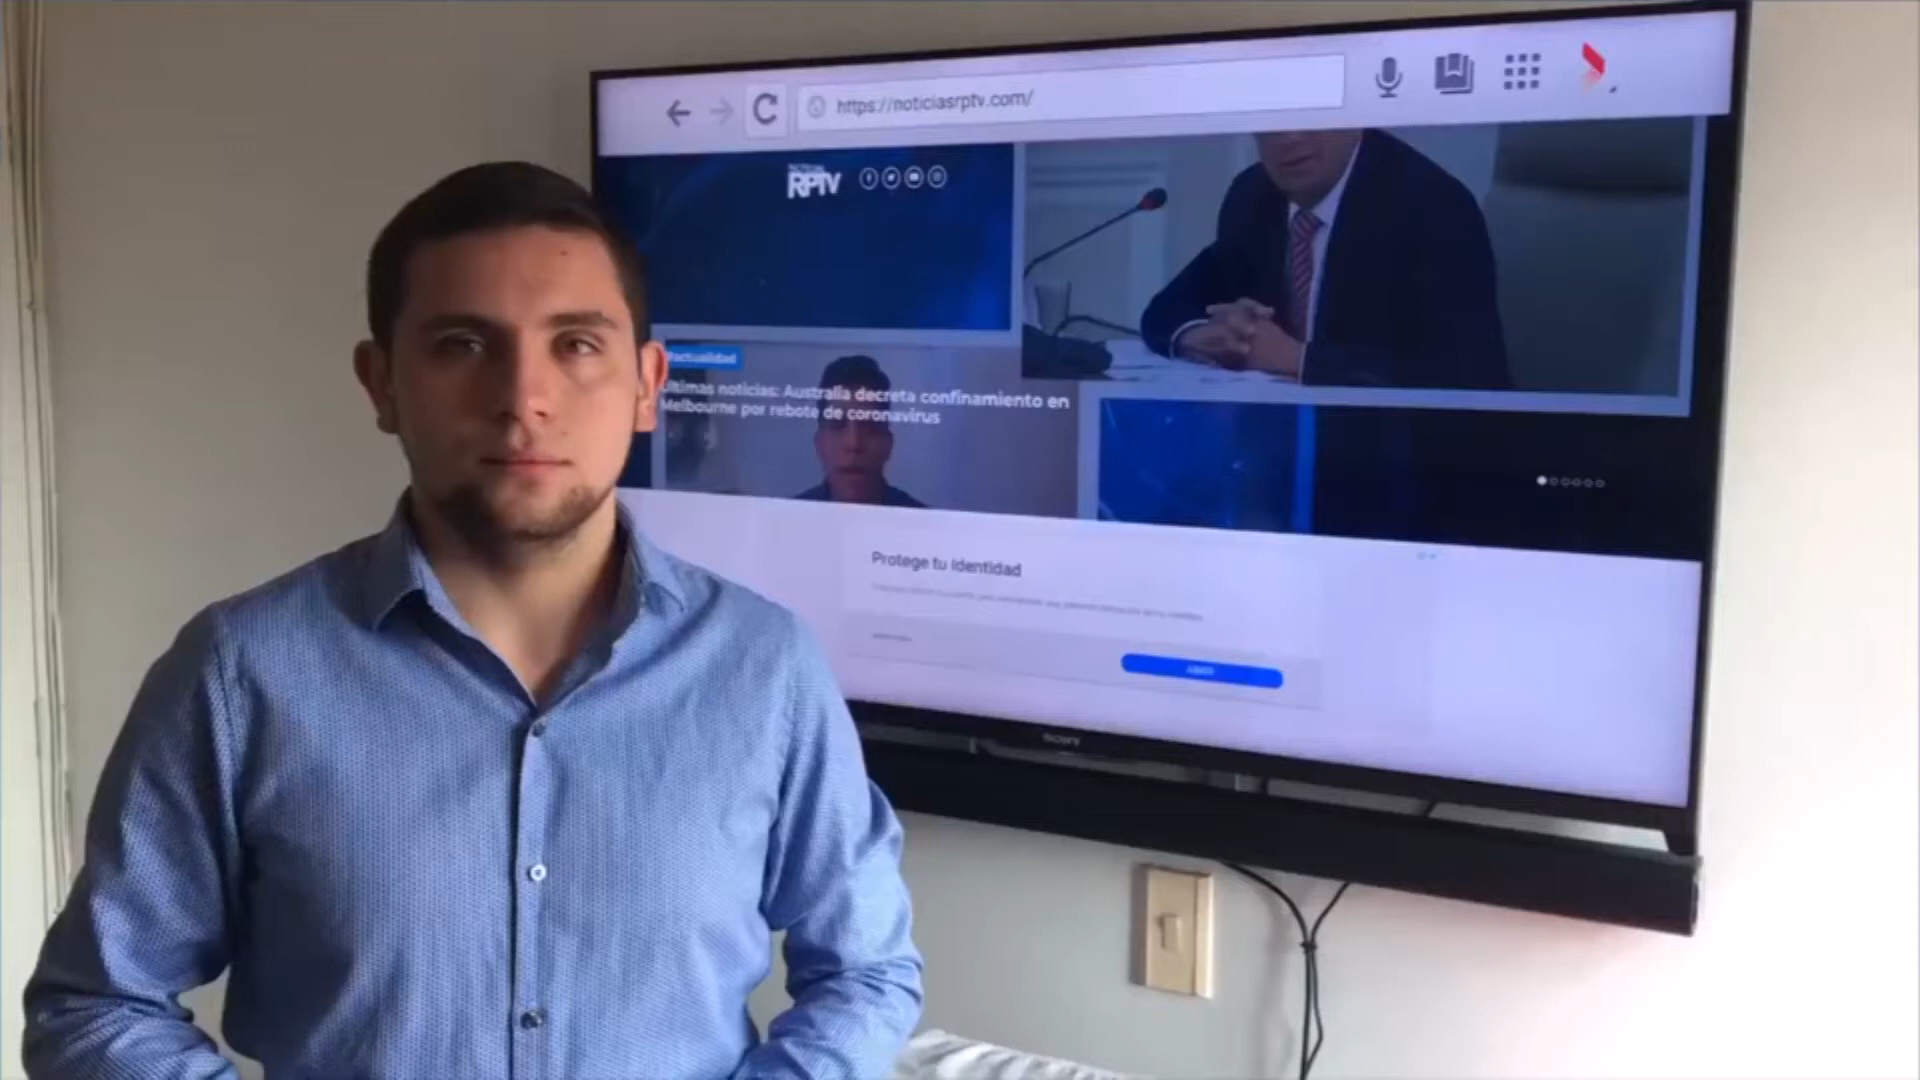 https://noticiasrptv.com/
RPTV
#actualidad
Últimas noticias: Australia decreta confinamiento en
Melbourne por rebote de coronavirus
Protege tu identidad
SONY